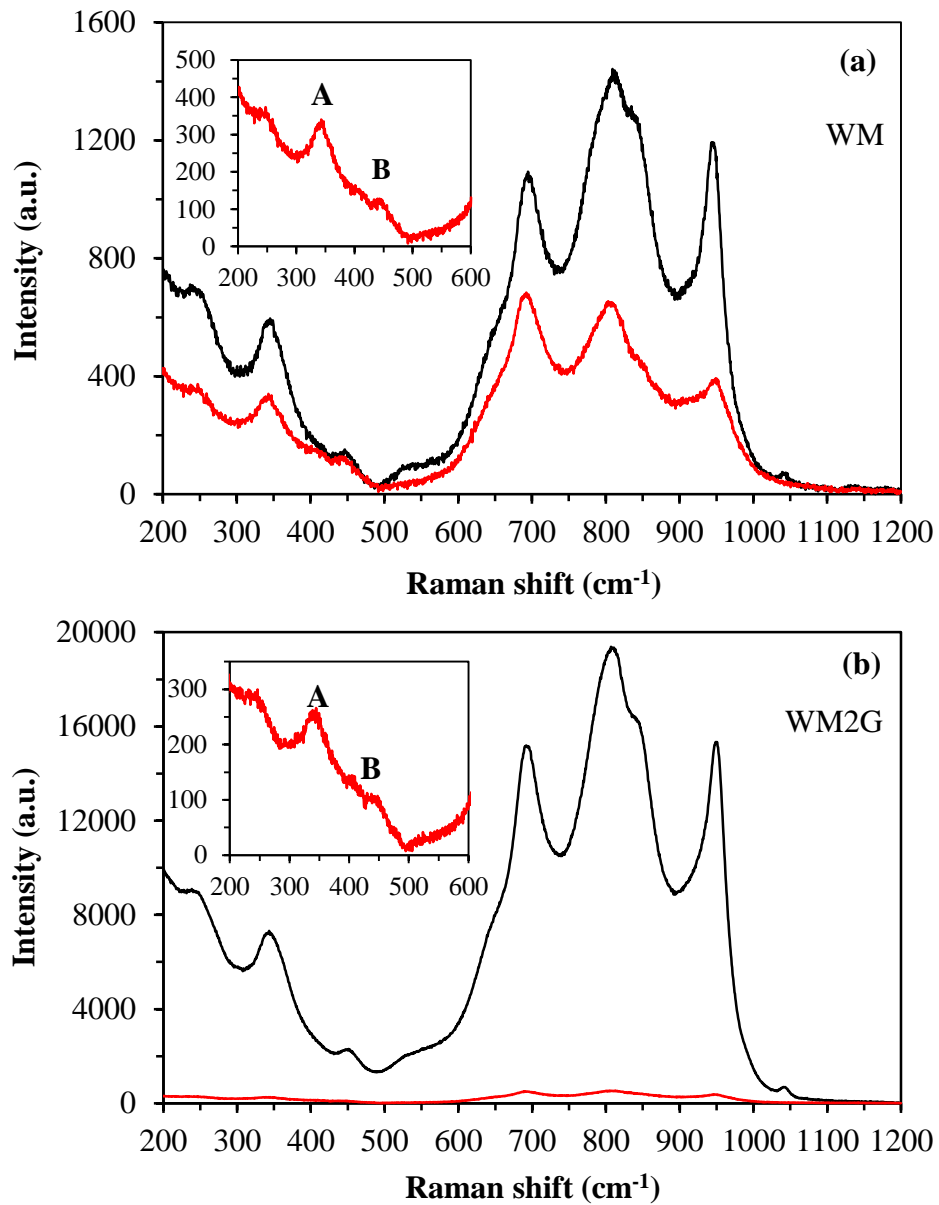 1600
1200
800
400
0
Intensity (a.u.)
(a)
WM
500
400
300
200
100
0
A
B
200 300 400 500 600
200 300 400 500 600 700 800 900 1000 1100 1200
Raman shift (cm-1)
20000
16000
12000
8000
4000
0
Intensity (a.u.)
(b)
WM2G
300
200
100
0
A
B
200 300 400 500 600
200 300 400 500 600 700 800 900 1000 1100 1200
Raman shift (cm-1)